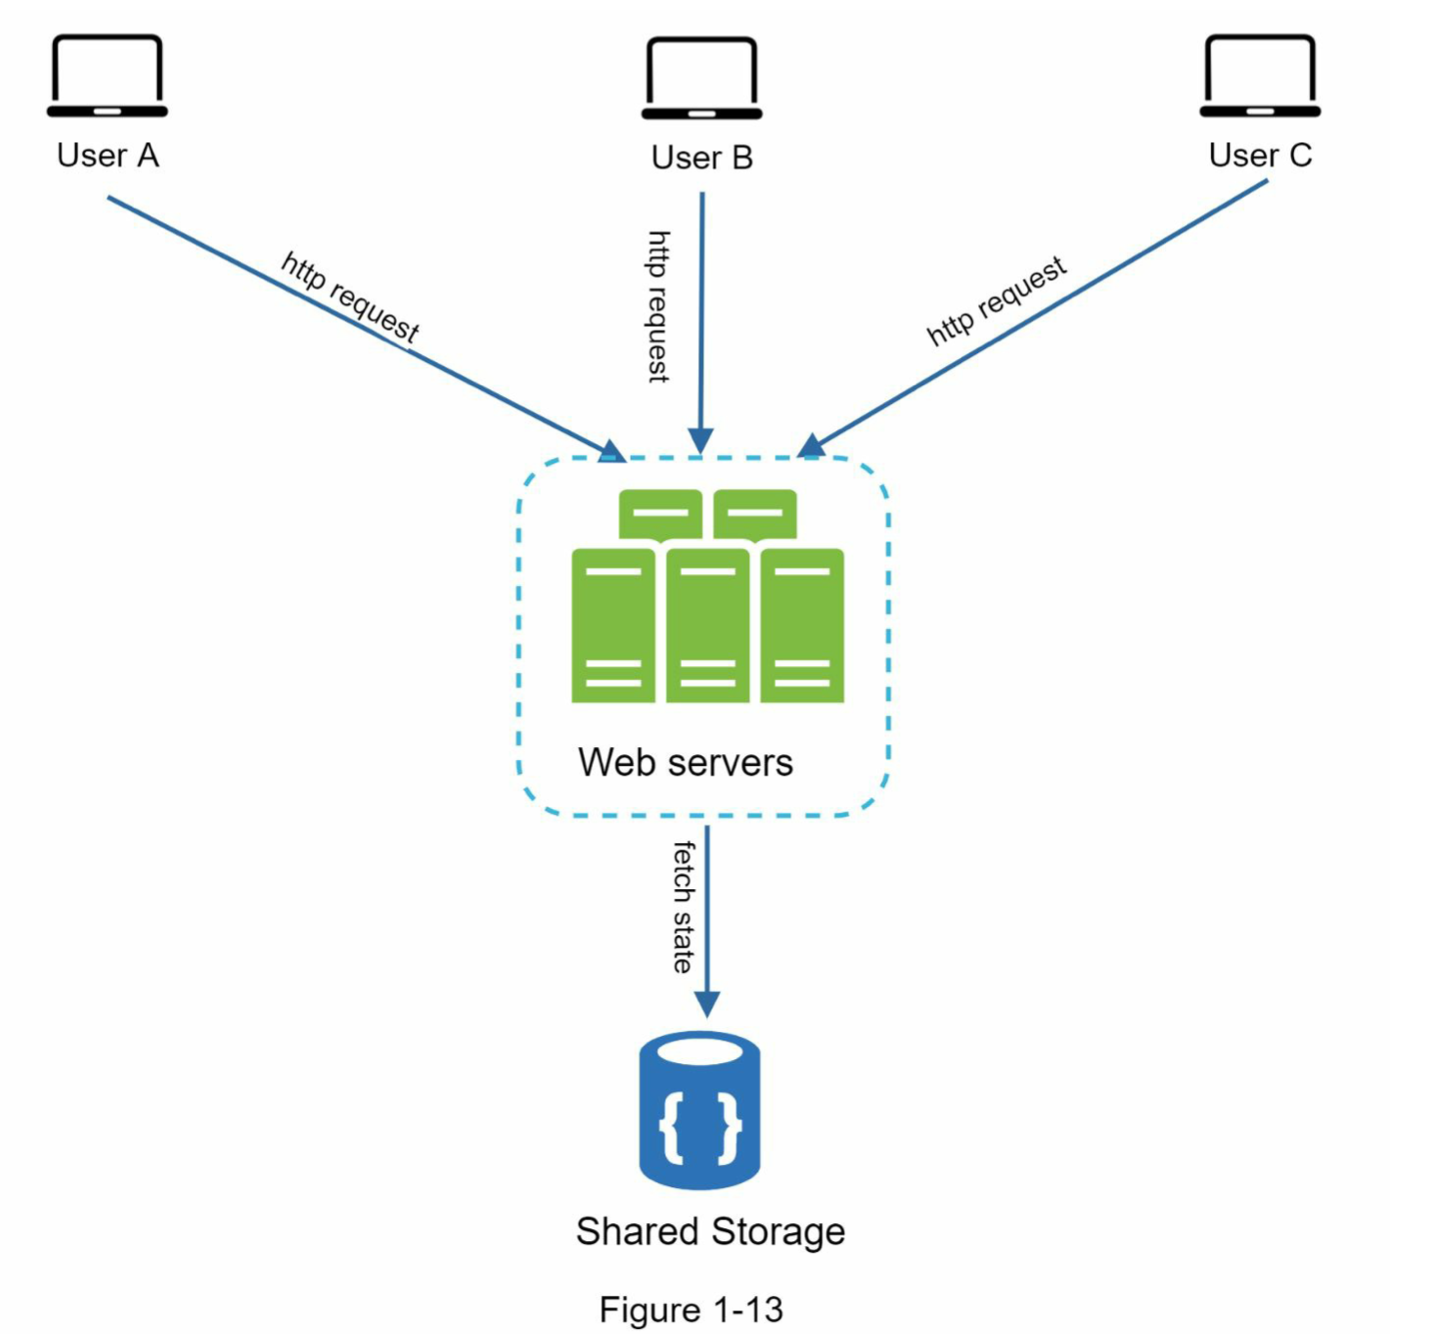 User A
User B
User C
http request
http request
http request
Web servers
fetch state
Shared Storage
Figure 1-13